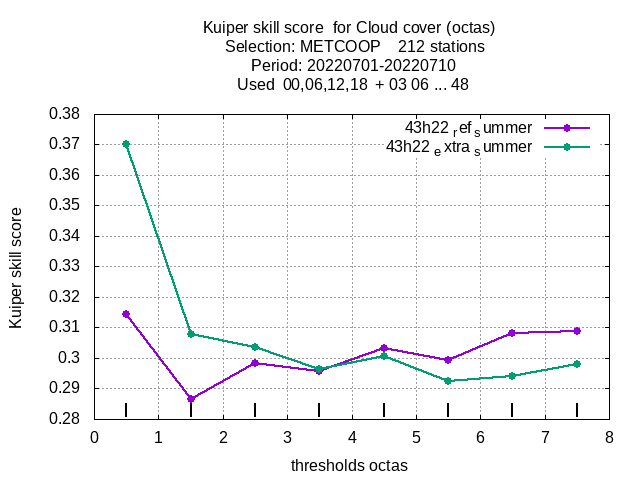 Kuiper skill score  for Cloud cover (octas)
Selection: METCOOP    212 stations
Period: 20220701-20220710
Used  00,06,12,18  + 03 06 ... 48
43h22 ref summer
43h22 extra summer
0.38
0.37
0.36
0.35
0.34
0.33
0.32
0.31
0.3
0.29
0.28
Kuiper skill score
0 1 2 3 4 5 6 7 8
thresholds octas